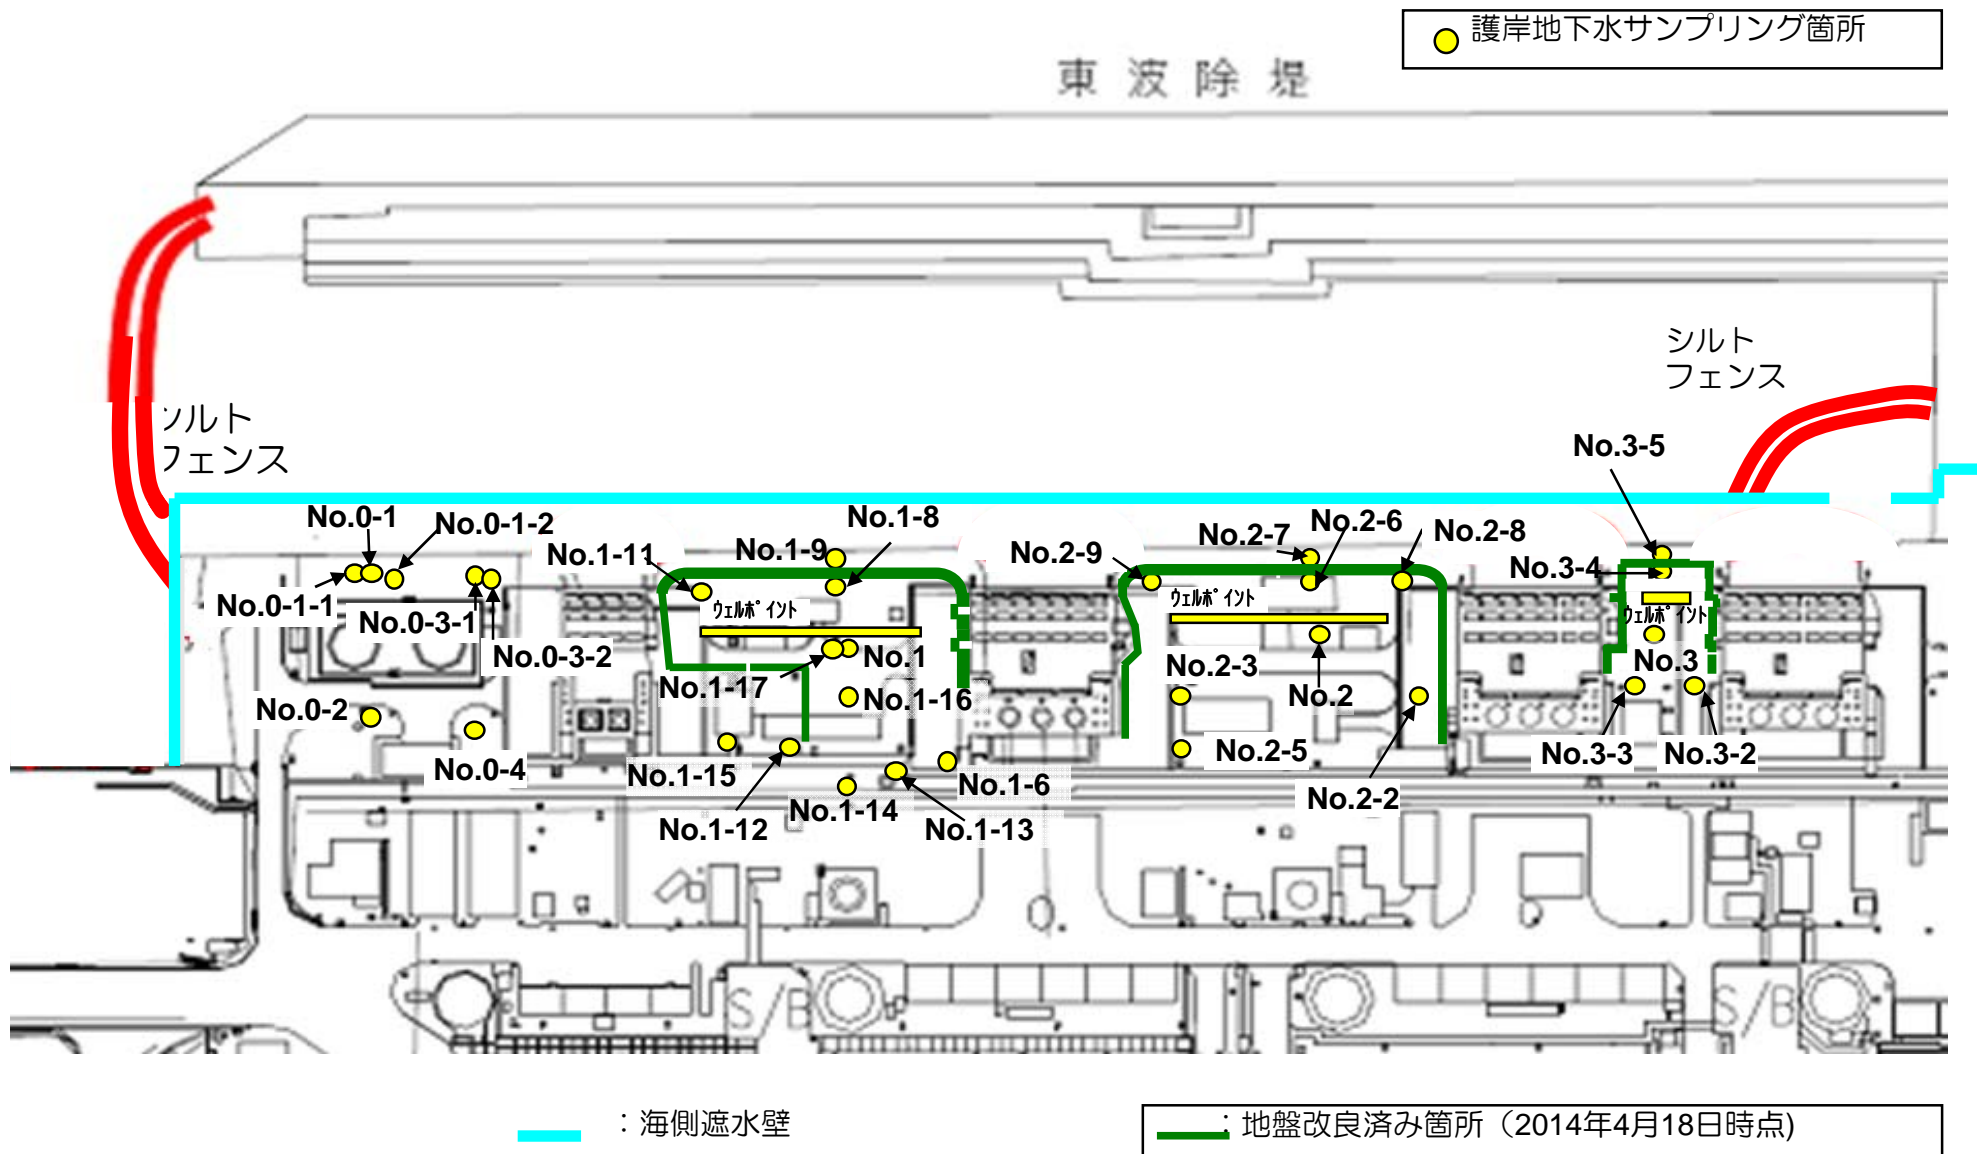 護岸地下水サンプリング箇所
東波除堤
シルト
フェンス
シルト
フェンス
No.3-5
No.0-1
No.0-1-2
No.1-8
No.2-7
No.2-6
No.2-8
No.1-11
No.1-9
No.2-9
No.3-4
No.0-1-1
No.0-3-1
ウェルポイント
ウェルポイント
ウェルポイント
No.0-3-2
No.1
No.2-3
No.3
No.1-17
No.1-16
No.2
No.0-2
No.2-5
No.3-3
No.3-2
No.0-4
No.1-15
No.1-6
No.2-2
No.1-14
No.1-12
No.1-13
S/B
S/B
：海側遮水壁
：地盤改良済み箇所（2014年4月18日時点)